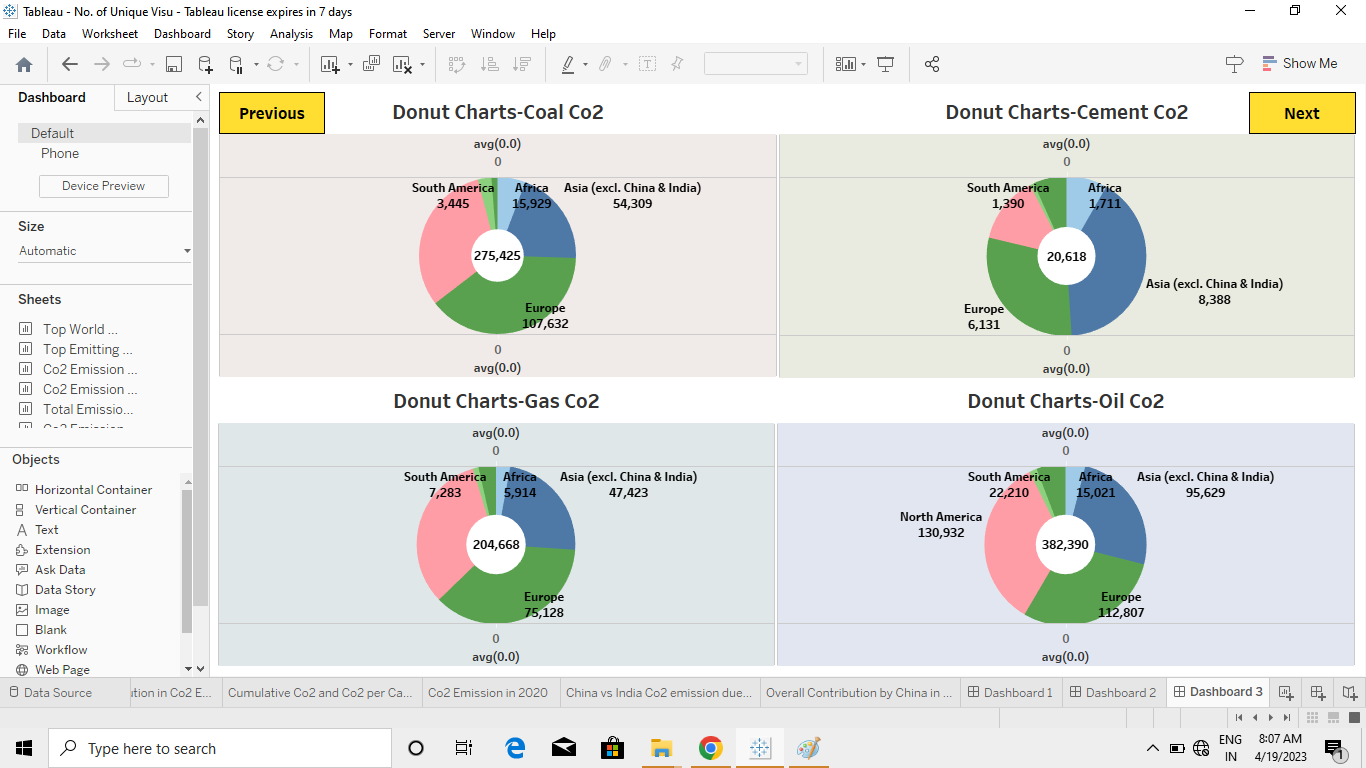 Tableau - No. of Unique Visu - Tableau license expires in 7 days
File Data Worksheet Dashboard Story Analysis Map Format Server Window Help
Show Me
Dashboard Layout
Default
Phone
Device Preview
Size
Automatic
Sheets
Top World ...
Top Emitting ...
Co2 Emission ...
Co2 Emission ...
Total Emissio...
Objects
Horizontal Container
Vertical Container
Text
Extension
Ask Data
Data Story
Image
Blank
Workflow
Web Page
Previous
Donut Charts-Coal Co2
avg(0.0)
0
South America
3,445
Africa
15,929
Asia (excl. China & India)
54,309
275,425
Europe
107,632
0
avg(0.0)
Donut Charts-Cement Co2
Next
avg(0.0)
0
South America
1,390
Africa
1,711
20,618
Asia (excl. China & India)
8,388
Europe
6,131
0
avg(0.0)
Donut Charts-Gas Co2
avg(0.0)
0
South America
7,283
Africa
5,914
Asia (excl. China & India)
47,423
204,668
Europe
75,128
0
avg(0.0)
Donut Charts-Oil Co2
avg(0.0)
0
South America
22,210
Africa
15,021
Asia (excl. China & India)
95,629
North America
130,932
382,390
Europe
112,807
0
avg(0.0)
Data Source
Co2 E...
Cumulative Co2 and Co2 per Ca...
Co2 Emission in 2020
China vs India Co2 emission due...
Overall Contribution by China in ...
Dashboard 1
Dashboard 2
Dashboard 3
Type here to search
ENG
IN
8:07 AM
4/19/2023
1